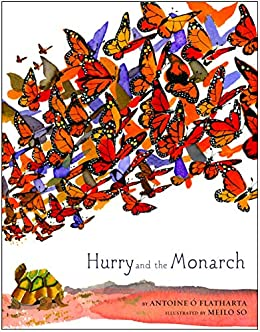 Hurry and the Monarch
BY ANTOINE Ó FLATHARTA
ILLUSTRATED BY MEILO SO